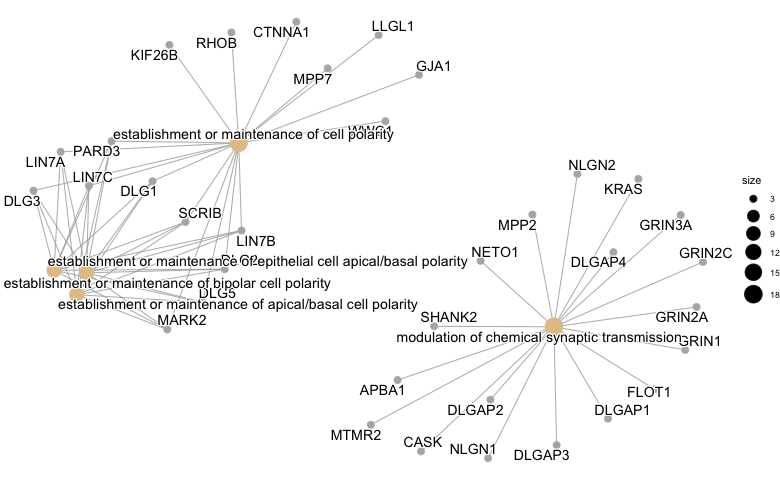 CTNNA1
LLGL1
RHOB
KIF26B
GJA1
MPP7
establishment or maintenance of cell polarity
LIN7A
PARD3
LIN7C
DLG1
DLG3
SCRIB
LIN7B
establishment or maintenance of epithelial cell apical/basal polarity
establishment or maintenance of bipolar cell polarity
DLG5
establishment or maintenance of apical/basal cell polarity
MARK2
NLGN2
KRAS
MPP2
GRIN3A
NETO1
DLGAP4
GRIN2C
GRIN2A
SHANK2
modulation of chemical synaptic transmission
GRIN1
APBA1
FLOT1
DLGAP2
DLGAP1
MTMR2
CASK
NLGN1
DLGAP3
size
3
6
9
12
15
18